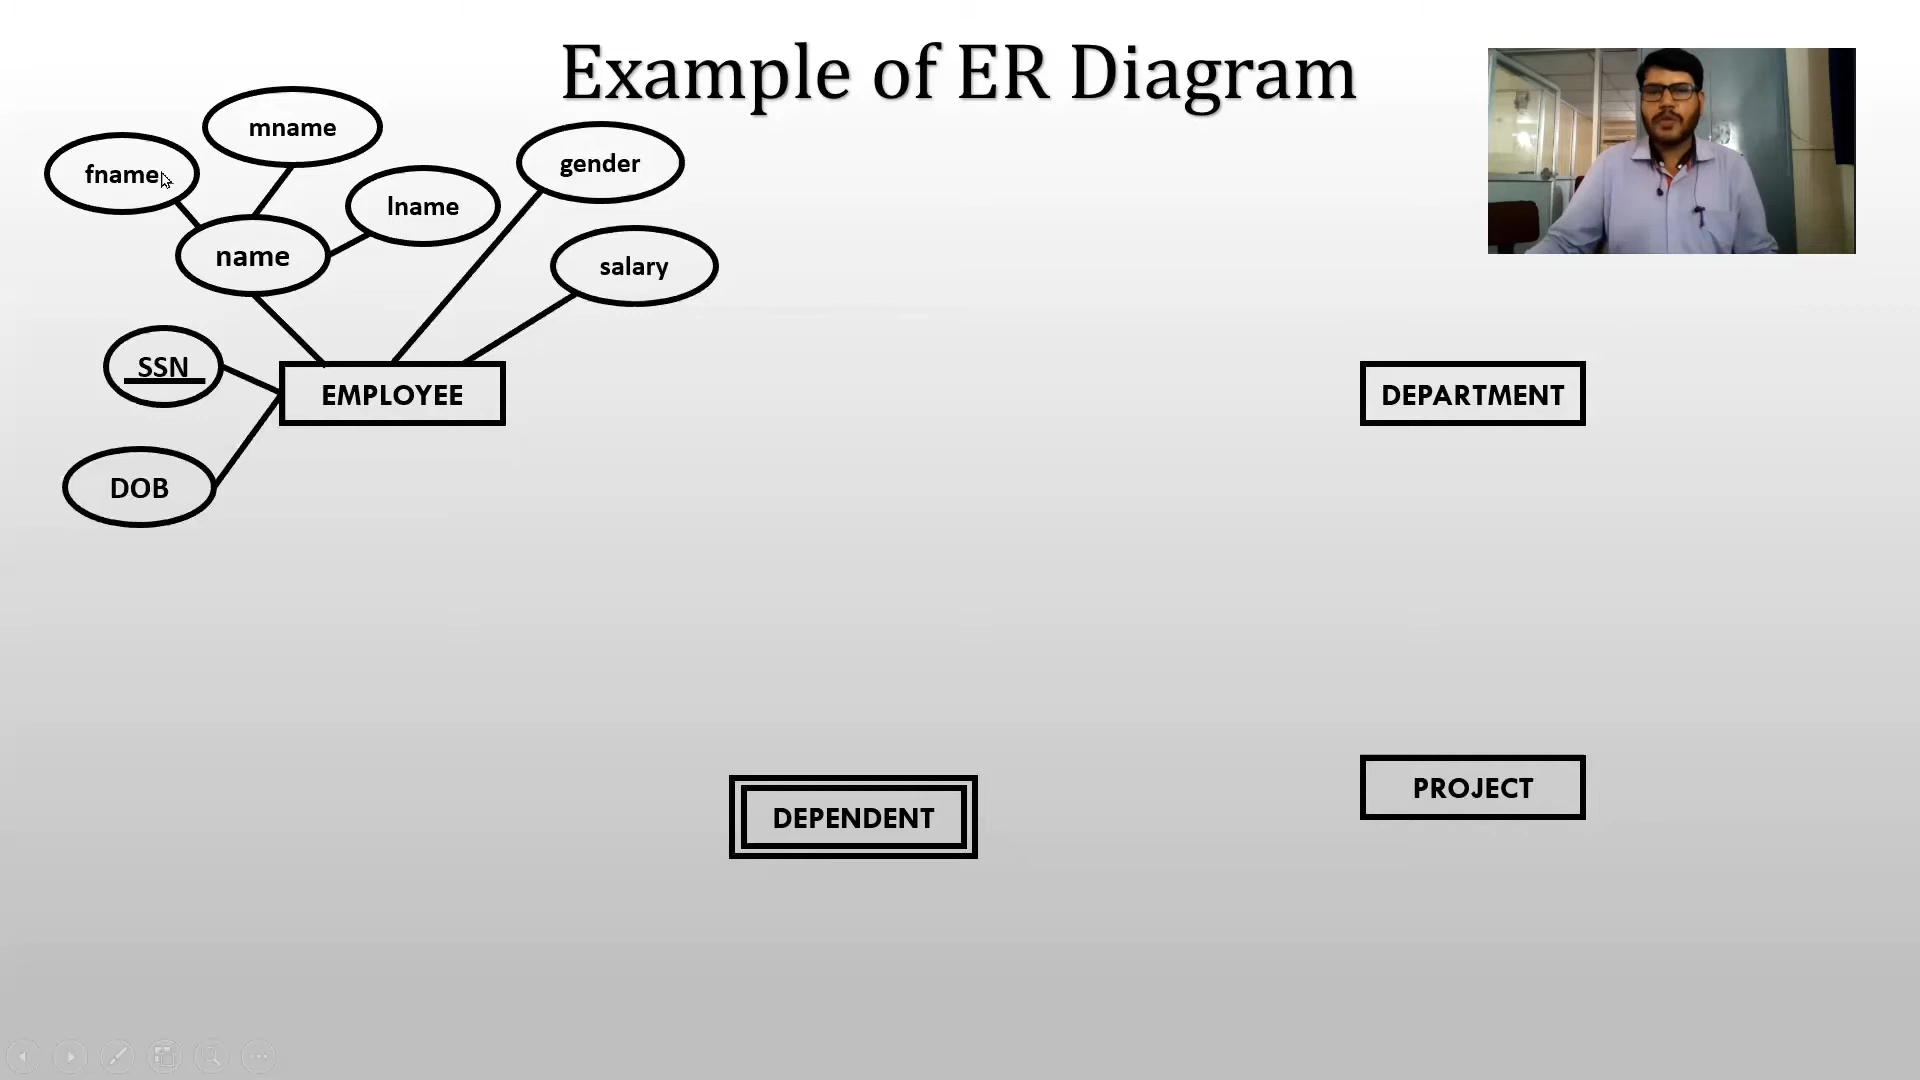 Example of ER Diagram
mname
fname
gender
lname
name
salary
SSN
EMPLOYEE
DEPARTMENT
DOB
PROJECT
DEPENDENT